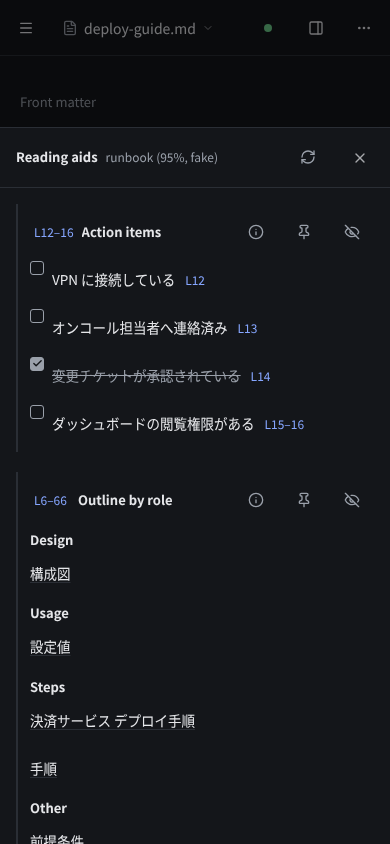 deploy-guide.md
Front matter
Reading aids runbook (95%, fake)
L12–16 Action items
VPN に接続している L12
オンコール担当者へ連絡済み L13
変更チケットが承認されている L14
ダッシュボードの閲覧権限がある L15–16
L6–66 Outline by role
Design
構成図
Usage
設定値
Steps
決済サービス デプロイ手順
手順
Other
前提条件